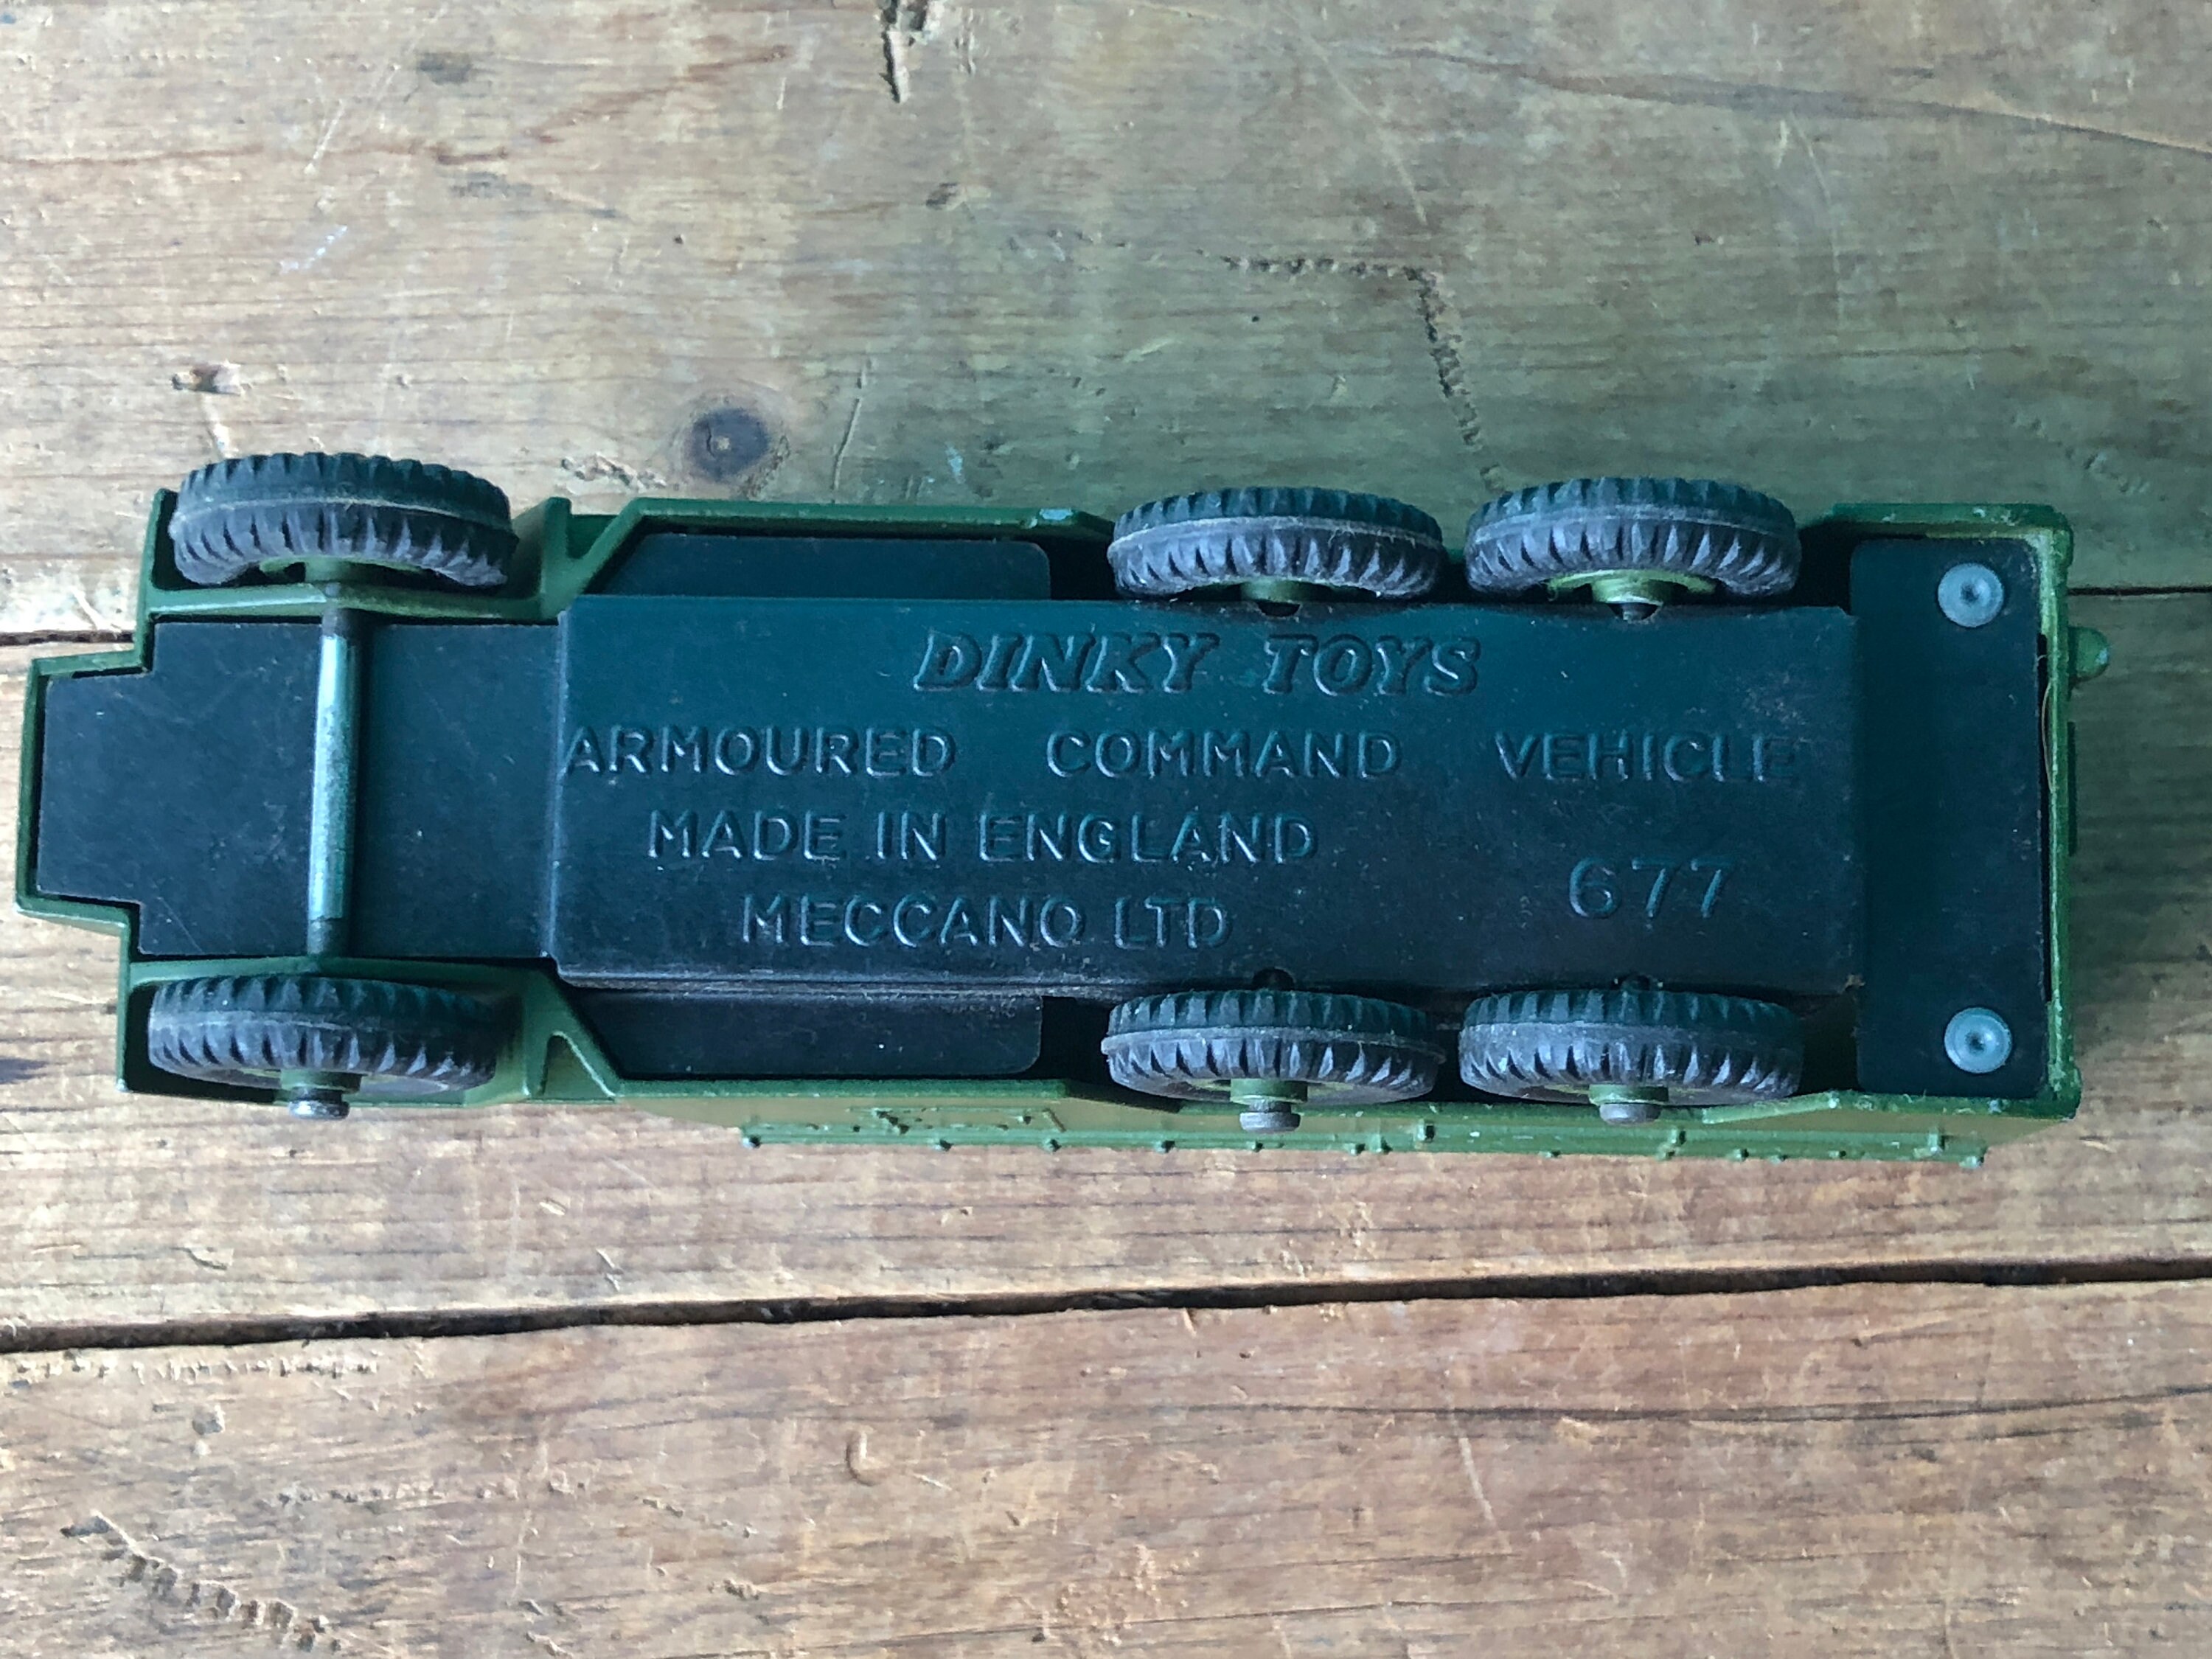 DINKY TOYS
ARMOURED COMMAND VEHICLE
MADE IN ENGLAND
677
MECCANO LTD